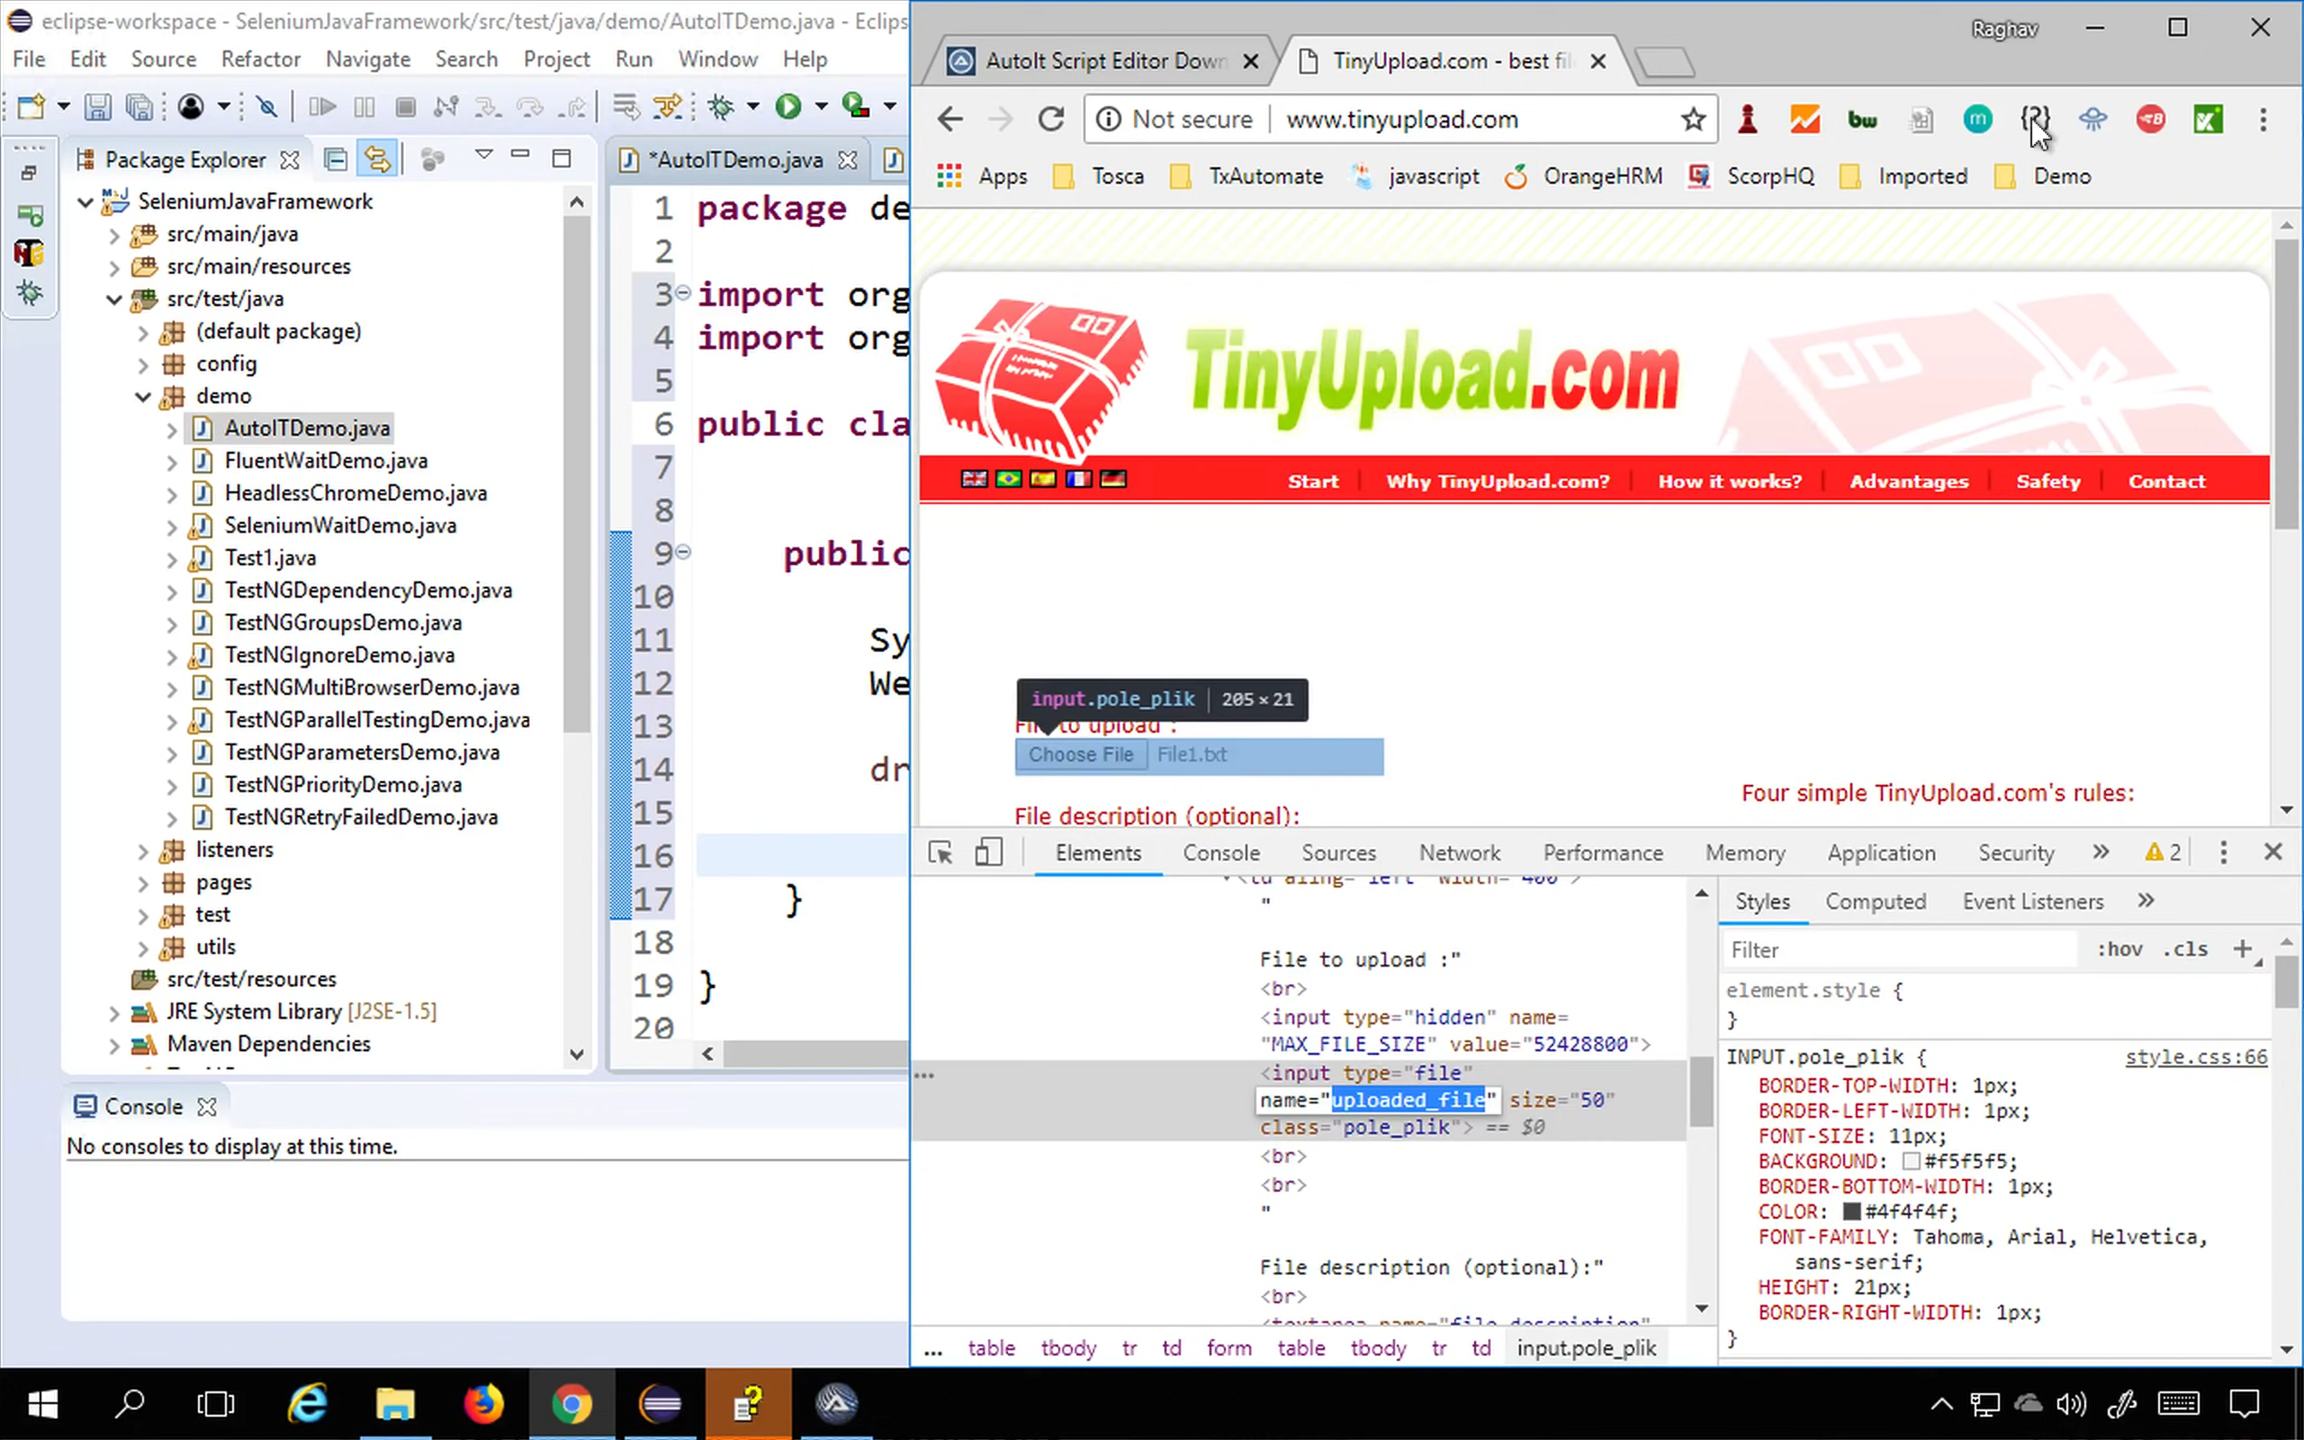 eclipse-workspace - SeleniumJavaFramework/src/test/java/demo/AutoITDemo.java - Eclips
File Edit Source Refactor Navigate Search Project Run Window Help
Package Explorer
SeleniumJavaFramework
src/main/java
src/main/resources
src/test/java
(default package)
config
demo
AutoITDemo.java
FluentWaitDemo.java
HeadlessChromeDemo.java
SeleniumWaitDemo.java
Test1.java
TestNGDependencyDemo.java
TestNGGroupsDemo.java
TestNGIgnoreDemo.java
TestNGMultiBrowserDemo.java
TestNGParallelTestingDemo.java
TestNGParametersDemo.java
TestNGPriorityDemo.java
TestNGRetryFailedDemo.java
listeners
pages
test
utils
src/test/resources
JRE System Library [J2SE-1.5]
Maven Dependencies
*AutoITDemo.java
1 package de
2
3 import org
4 import org
5
6 public cla
7
8
9 public
10
11 Sy
12 We
13
14 dr
15
16
17 }
18
19 }
20
Console
No consoles to display at this time.
Raghav
AutoIt Script Editor Down
TinyUpload.com - best fil
Not secure www.tinyupload.com
bw m {?} B
Apps Tosca TxAutomate javascript OrangeHRM ScorpHQ Imported Demo
TinyUpload.com
Start Why TinyUpload.com? How it works? Advantages Safety Contact
input.pole_plik 205 × 21
File to upload :
Choose File File1.txt
File description (optional):
Four simple TinyUpload.com's rules:
Elements Console Sources Network Performance Memory Application Security » 2
<td aling="left" width="400">
"
File to upload :"
<br>
<input type="hidden" name=
"MAX_FILE_SIZE" value="52428800">
<input type="file"
name="uploaded_file" size="50"
class="pole_plik"> == $0
<br>
<br>
"
File description (optional):"
<br>
<textarea name="file_description"
... table tbody tr td form table tbody tr td input.pole_plik
Styles Computed Event Listeners »
Filter :hov .cls +
element.style {
}
INPUT.pole_plik { style.css:66
BORDER-TOP-WIDTH: 1px;
BORDER-LEFT-WIDTH: 1px;
FONT-SIZE: 11px;
BACKGROUND: #f5f5f5;
BORDER-BOTTOM-WIDTH: 1px;
COLOR: #4f4f4f;
FONT-FAMILY: Tahoma, Arial, Helvetica,
sans-serif;
HEIGHT: 21px;
BORDER-RIGHT-WIDTH: 1px;
}